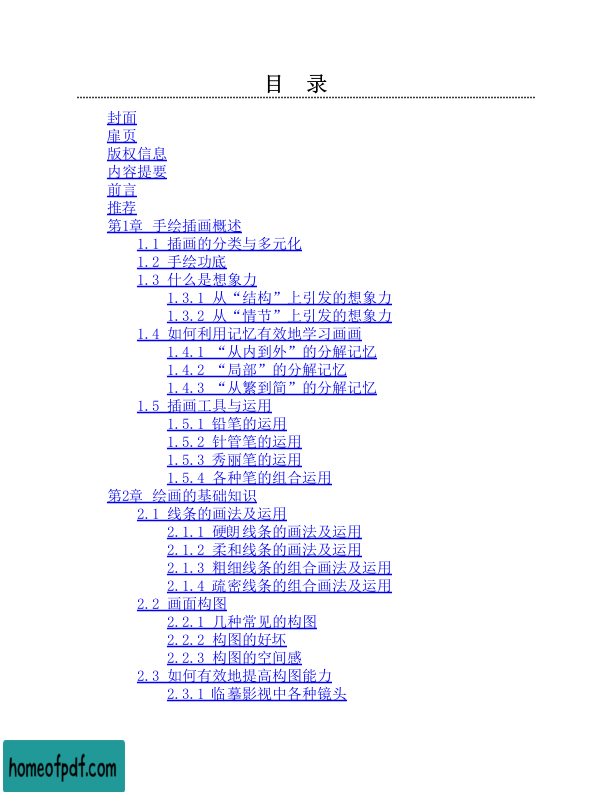 目 录
封面
扉页
版权信息
内容提要
前言
推荐
第1章 手绘插画概述
1.1 插画的分类与多元化
1.2 手绘功底
1.3 什么是想象力
1.3.1 从“结构”上引发的想象力
1.3.2 从“情节”上引发的想象力
1.4 如何利用记忆有效地学习画画
1.4.1 “从内到外”的分解记忆
1.4.2 “局部”的分解记忆
1.4.3 “从繁到简”的分解记忆
1.5 插画工具与运用
1.5.1 铅笔的运用
1.5.2 针管笔的运用
1.5.3 秀丽笔的运用
1.5.4 各种笔的组合运用
第2章 绘画的基础知识
2.1 线条的画法及运用
2.1.1 硬朗线条的画法及运用
2.1.2 柔和线条的画法及运用
2.1.3 粗细线条的组合画法及运用
2.1.4 疏密线条的组合画法及运用
2.2 画面构图
2.2.1 几种常见的构图
2.2.2 构图的好坏
2.2.3 构图的空间感
2.3 如何有效地提高构图能力
2.3.1 临摹影视中各种镜头
homeofpdf.com